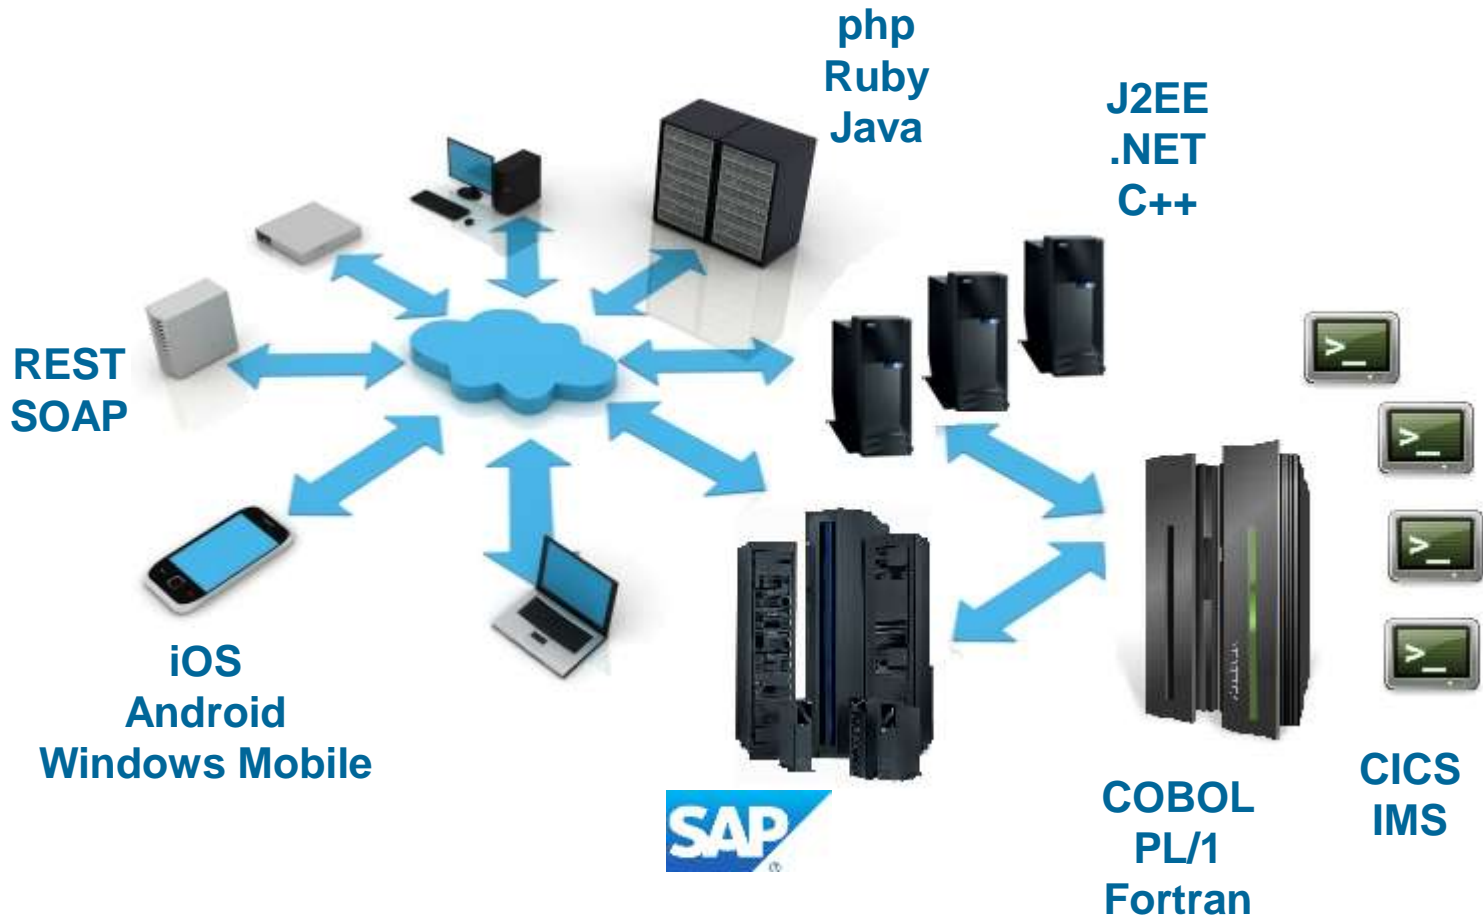 php
Ruby
Java
J2EE
.NET
C++
REST
SOAP
>_
>_
>_
>_
iOS
Android
Windows Mobile
SAP
®
COBOL
PL/1
Fortran
CICS
IMS